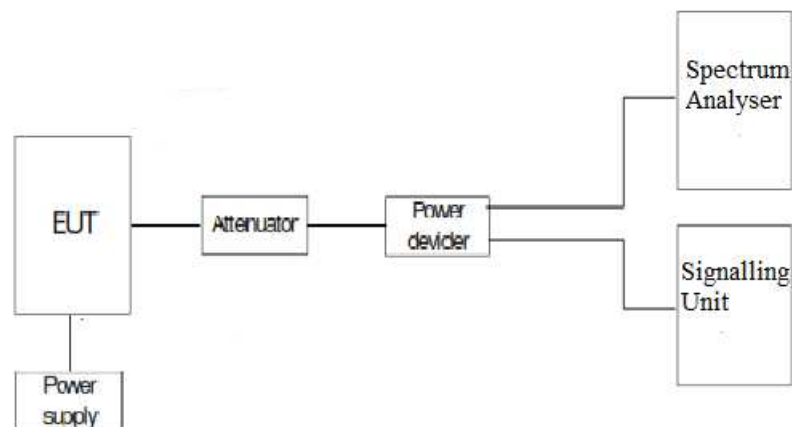 Spectrum
Analyser
EUT
Attenuator
Power
devider
Signalling
Unit
Power
supply